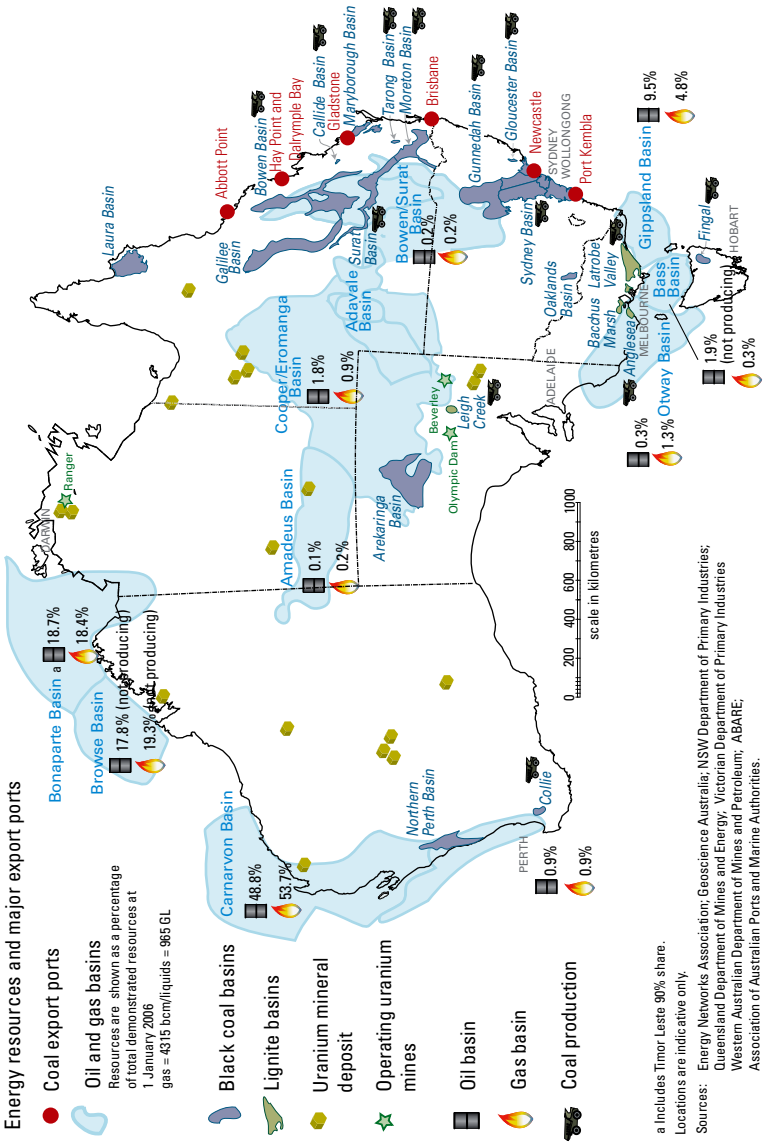 Energy resources and major export ports
Coal export ports
Oil and gas basins
Resources are shown as a percentage
of total demonstrated resources at
1 January 2006
gas = 4315 bcm/liquids = 965 GL
Black coal basins
Lignite basins
Uranium mineral
deposit
Operating uranium
mines
Oil basin
Gas basin
Coal production
Bonaparte Basin a
18.7%
18.4%
Browse Basin
17.8% (not producing)
19.3% (not producing)
Carnarvon Basin
48.8%
53.7%
Northern
Perth Basin
PERTH
0.9%
0.9%
Collie
DARWIN
Ranger
Amadeus Basin
0.1%
0.2%
Arekaringa
Basin
Olympic Dam
Beverley
Leigh
Creek
ADELAIDE
Cooper/Eromanga
Basin
1.8%
0.9%
Adavale
Basin
Laura Basin
Galilee
Basin
Abbott Point
Bowen Basin
Hay Point and
Dalrymple Bay
Callide Basin
Gladstone
Maryborough Basin
Tarong Basin
Moreton Basin
Brisbane
Surat
Basin
Bowen/Surat
Basin
0.2%
0.2%
Gunnedah Basin
Gloucester Basin
Newcastle
SYDNEY
WOLLONGONG
Port Kembla
Sydney Basin
Oaklands
Basin
Bacchus
Marsh
Latrobe
Valley
Anglesea
MELBOURNE
Gippsland Basin
9.5%
4.8%
Bass
Basin
1.9%
(not producing)
0.3%
Otway Basin
0.3%
1.3%
Fingal
HOBART
0 200 400 600 800 1000
scale in kilometres
a Includes Timor Leste 90% share.
Locations are indicative only.
Sources: Energy Networks Association; Geoscience Australia; NSW Department of Primary Industries;
Queensland Department of Mines and Energy; Victorian Department of Primary Industries
Western Australian Department of Mines and Petroleum; ABARE;
Association of Australian Ports and Marine Authorities.